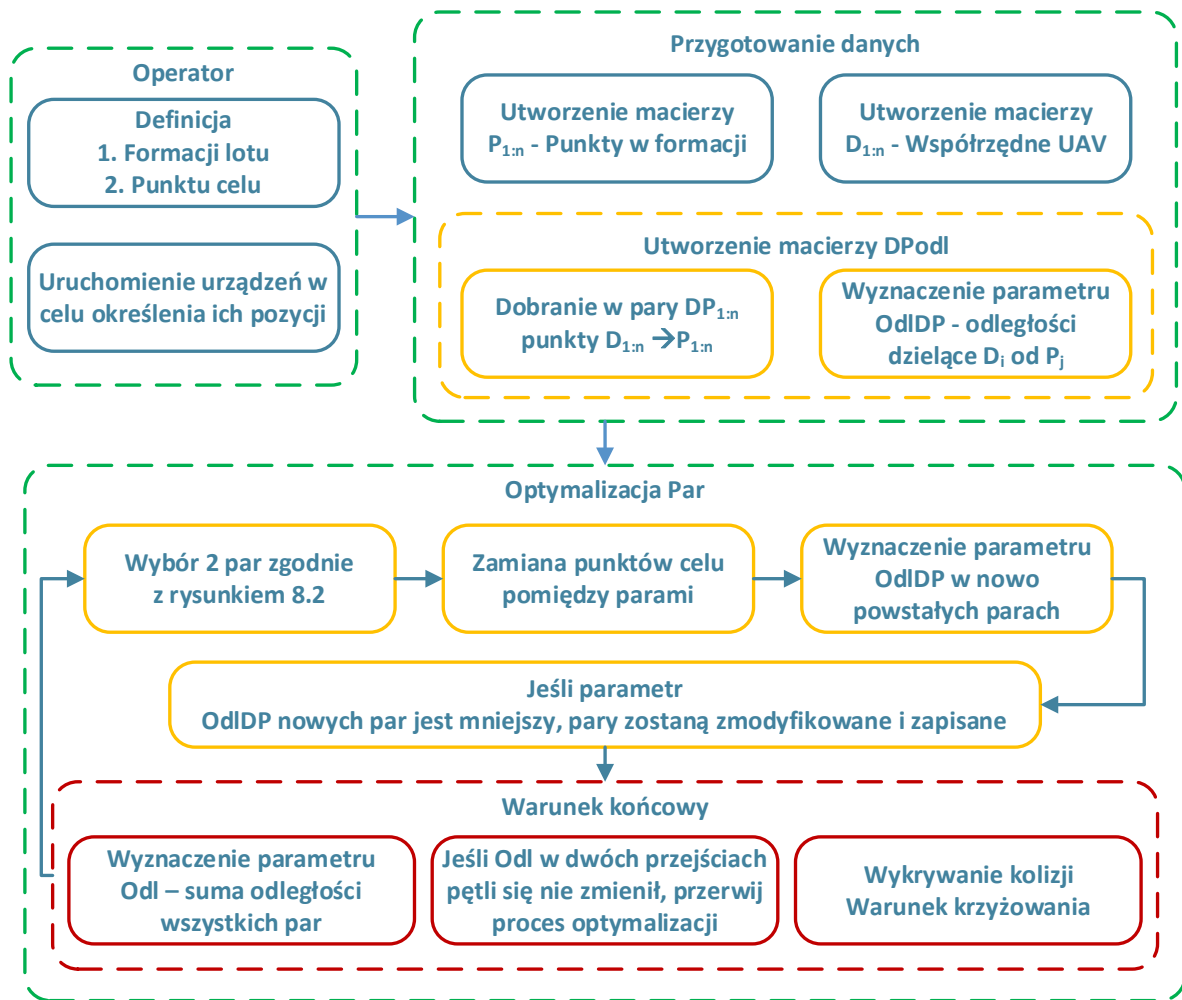 Operator
Definicja
1. Formacji lotu
2. Punktu celu
Uruchomienie urządzeń w
celu określenia ich pozycji
Przygotowanie danych
Utworzenie macierzy
P1:n - Punkty w formacji
Utworzenie macierzy
D1:n - Współrzędne UAV
Utworzenie macierzy DPodl
Dobranie w pary DP1:n
punkty D1:n →P1:n
Wyznaczenie parametru
OdlDP - odległości
dzielące Di od Pj
Optymalizacja Par
Wybór 2 par zgodnie
z rysunkiem 8.2
Zamiana punktów celu
pomiędzy parami
Wyznaczenie parametru
OdlDP w nowo
powstałych parach
Jeśli parametr
OdlDP nowych par jest mniejszy, pary zostaną zmodyfikowane i zapisane
Warunek końcowy
Wyznaczenie parametru
Odl – suma odległości
wszystkich par
Jeśli Odl w dwóch przejściach
pętli się nie zmienił, przerwij
proces optymalizacji
Wykrywanie kolizji
Warunek krzyżowania